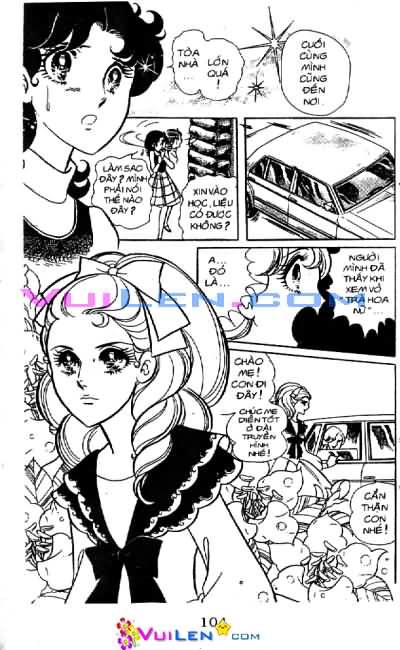 CUỐI
CÙNG
MÌNH
CŨNG
ĐẾN
NƠI..
TÒA
NHÀ LỚN
... QUÁ !
LÀM SAO
ĐÂY ? MÌNH
PHẢI NÓI
THẾ NÀO
ĐÂY ?
XIN VÀO
HỌC, LIỆU
CÓ ĐƯỢC
KHÔNG ?
A...
ĐÓ
LÀ ...
NGƯỜI
MÌNH ĐÃ
THẤY KHI
XEM VỞ
"TRÀ HOA
NỮ" ...
VUILEN.COM
CHÀO
MẸ !
CON ĐI
ĐÂY !
CHÚC MẸ
DIỄN TỐT
Ở ĐÀI
TRUYỀN
HÌNH
NHÉ !
CẨN
THẬN
CON
NHÉ !
VUILEN.COM